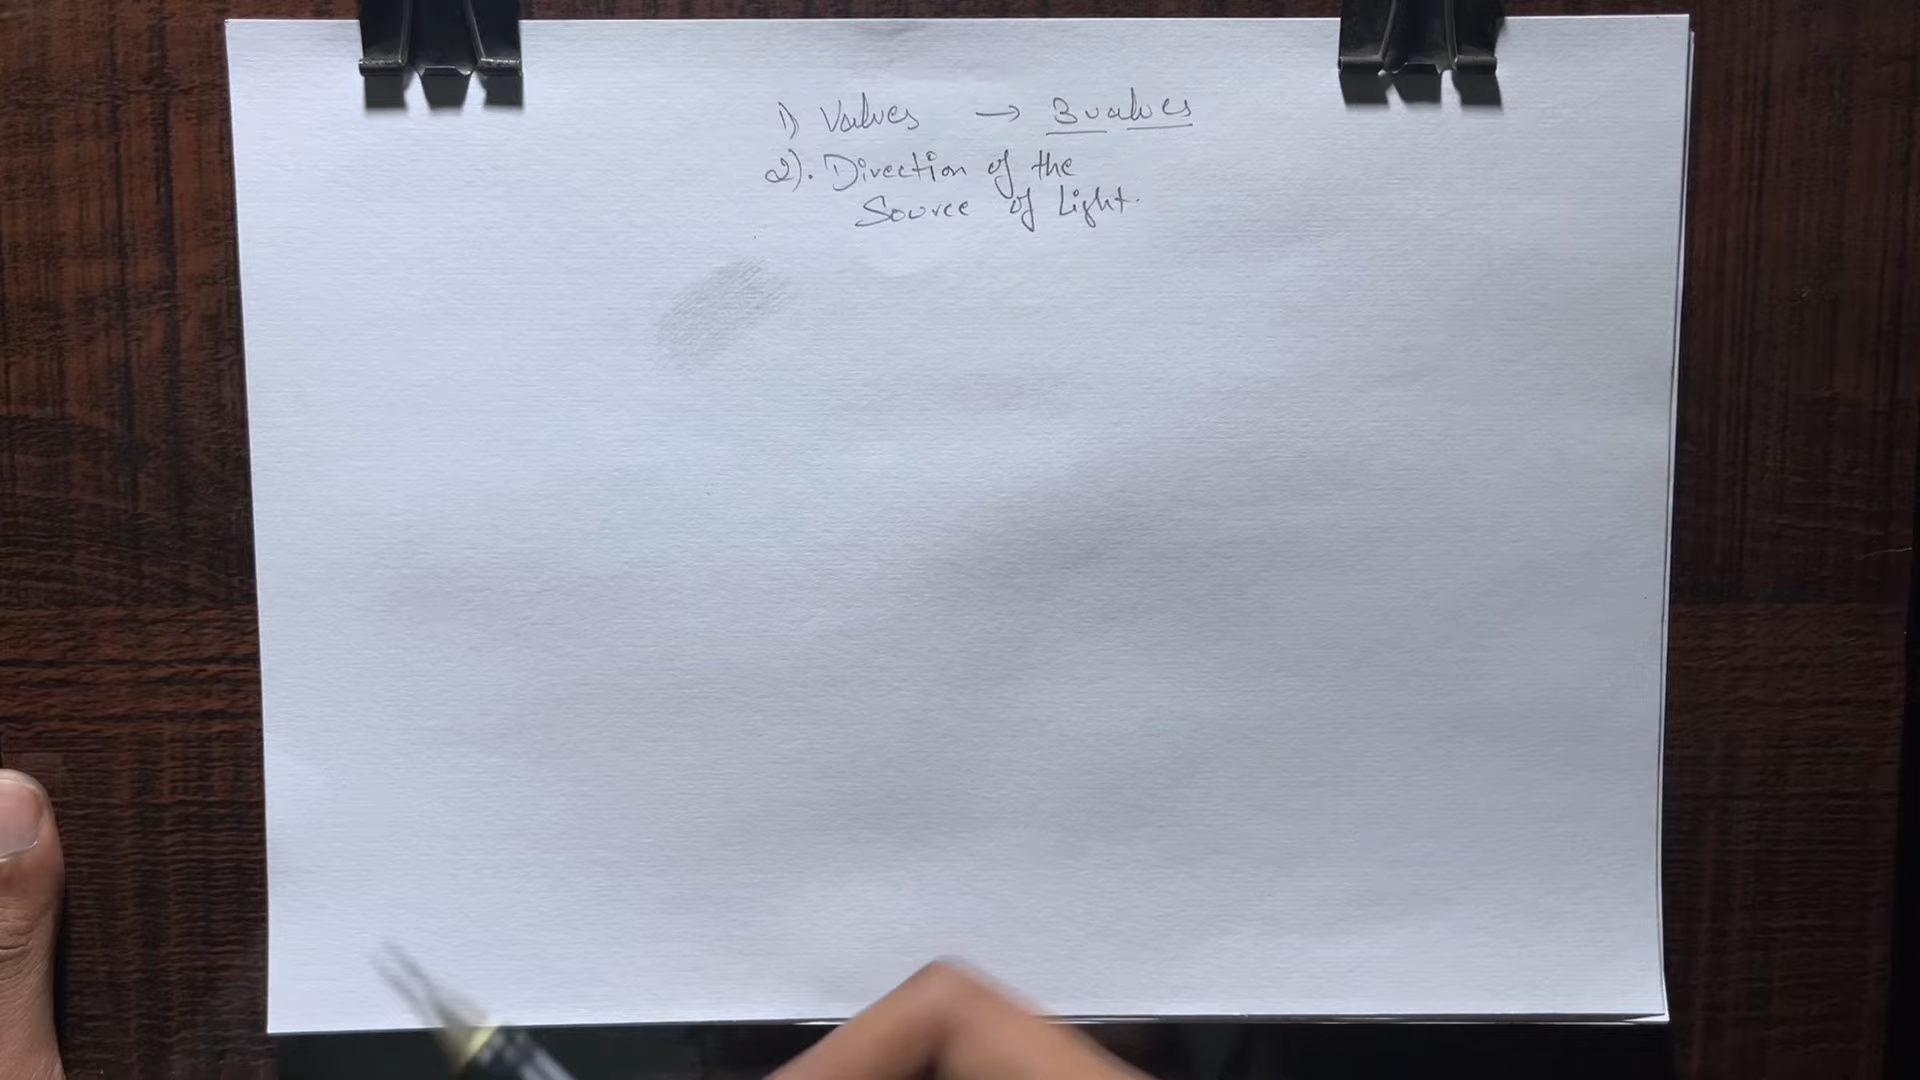 1) Values → 3 values
2). Direction of the
Source of Light.